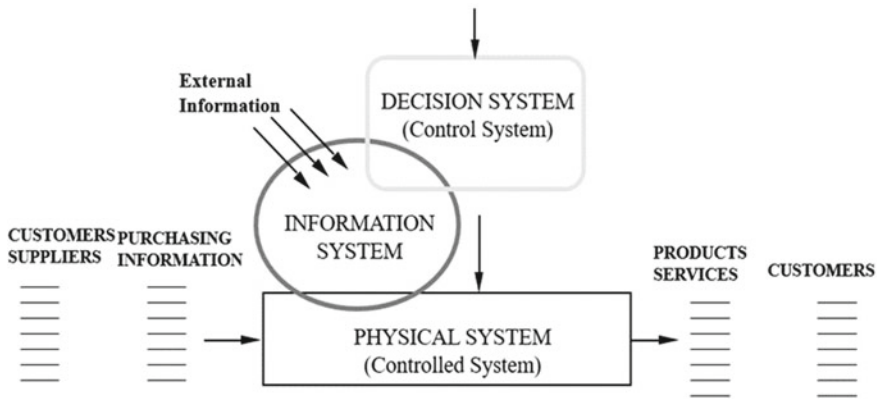 External
Information
DECISION SYSTEM
(Control System)
INFORMATION
SYSTEM
CUSTOMERS
SUPPLIERS
PURCHASING
INFORMATION
PRODUCTS
SERVICES
CUSTOMERS
PHYSICAL SYSTEM
(Controlled System)